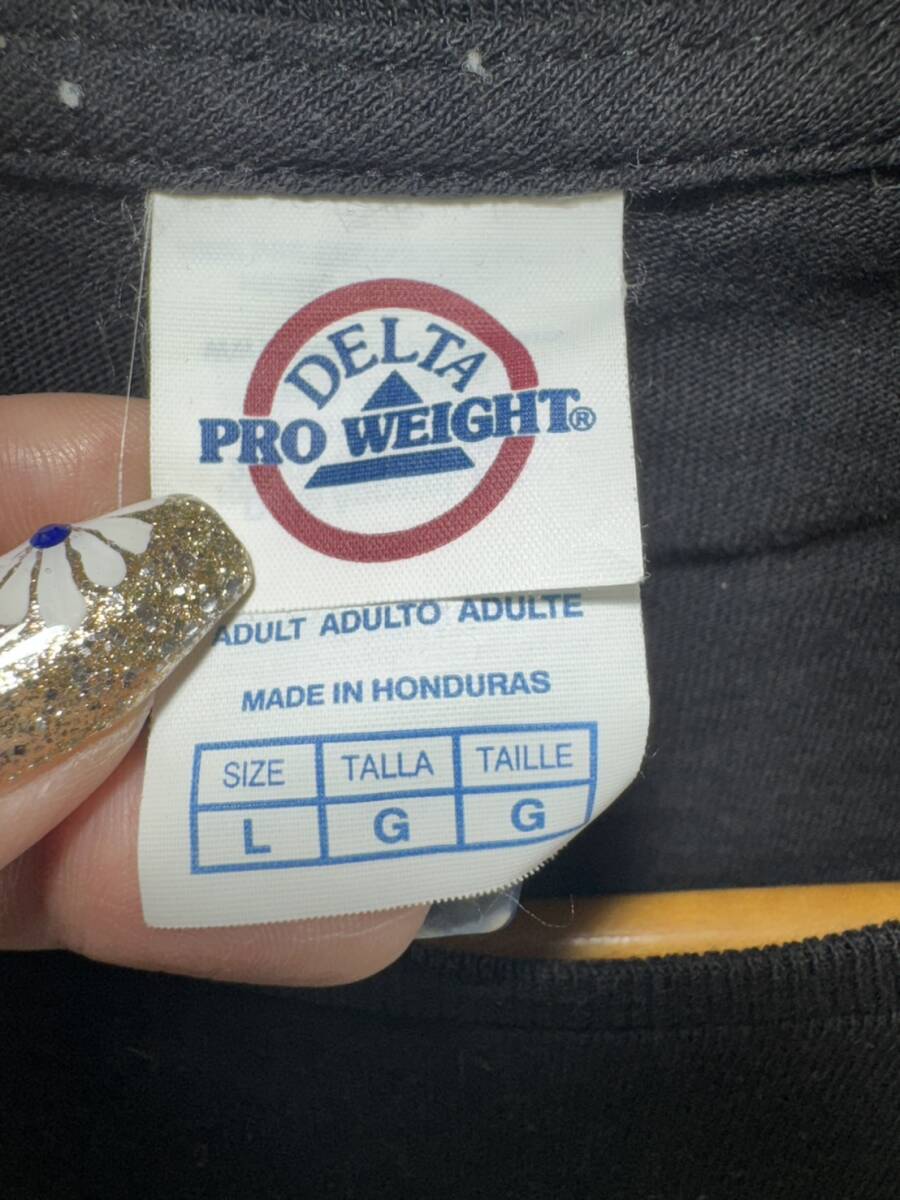 DELTA
PRO WEIGHT®
ADULT ADULTO ADULTE
MADE IN HONDURAS
SIZE TALLA TAILLE
L G G